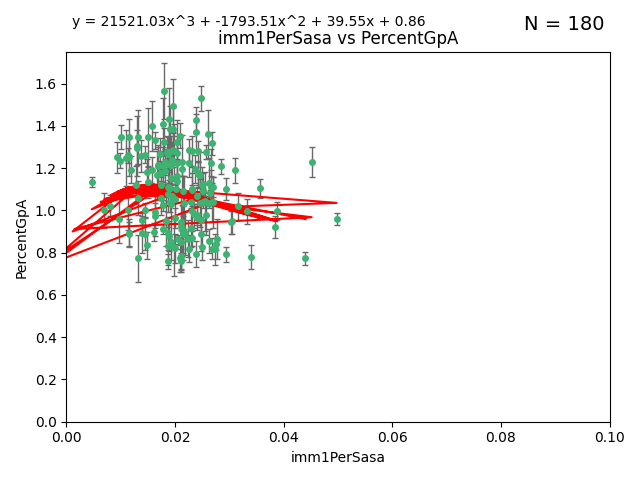 y = 21521.03x^3 + -1793.51x^2 + 39.55x + 0.86
N = 180
imm1PerSasa vs PercentGpA
1.6
1.4
1.2
1.0
0.8
0.6
0.4
0.2
0.0
PercentGpA
0.00 0.02 0.04 0.06 0.08 0.10
imm1PerSasa